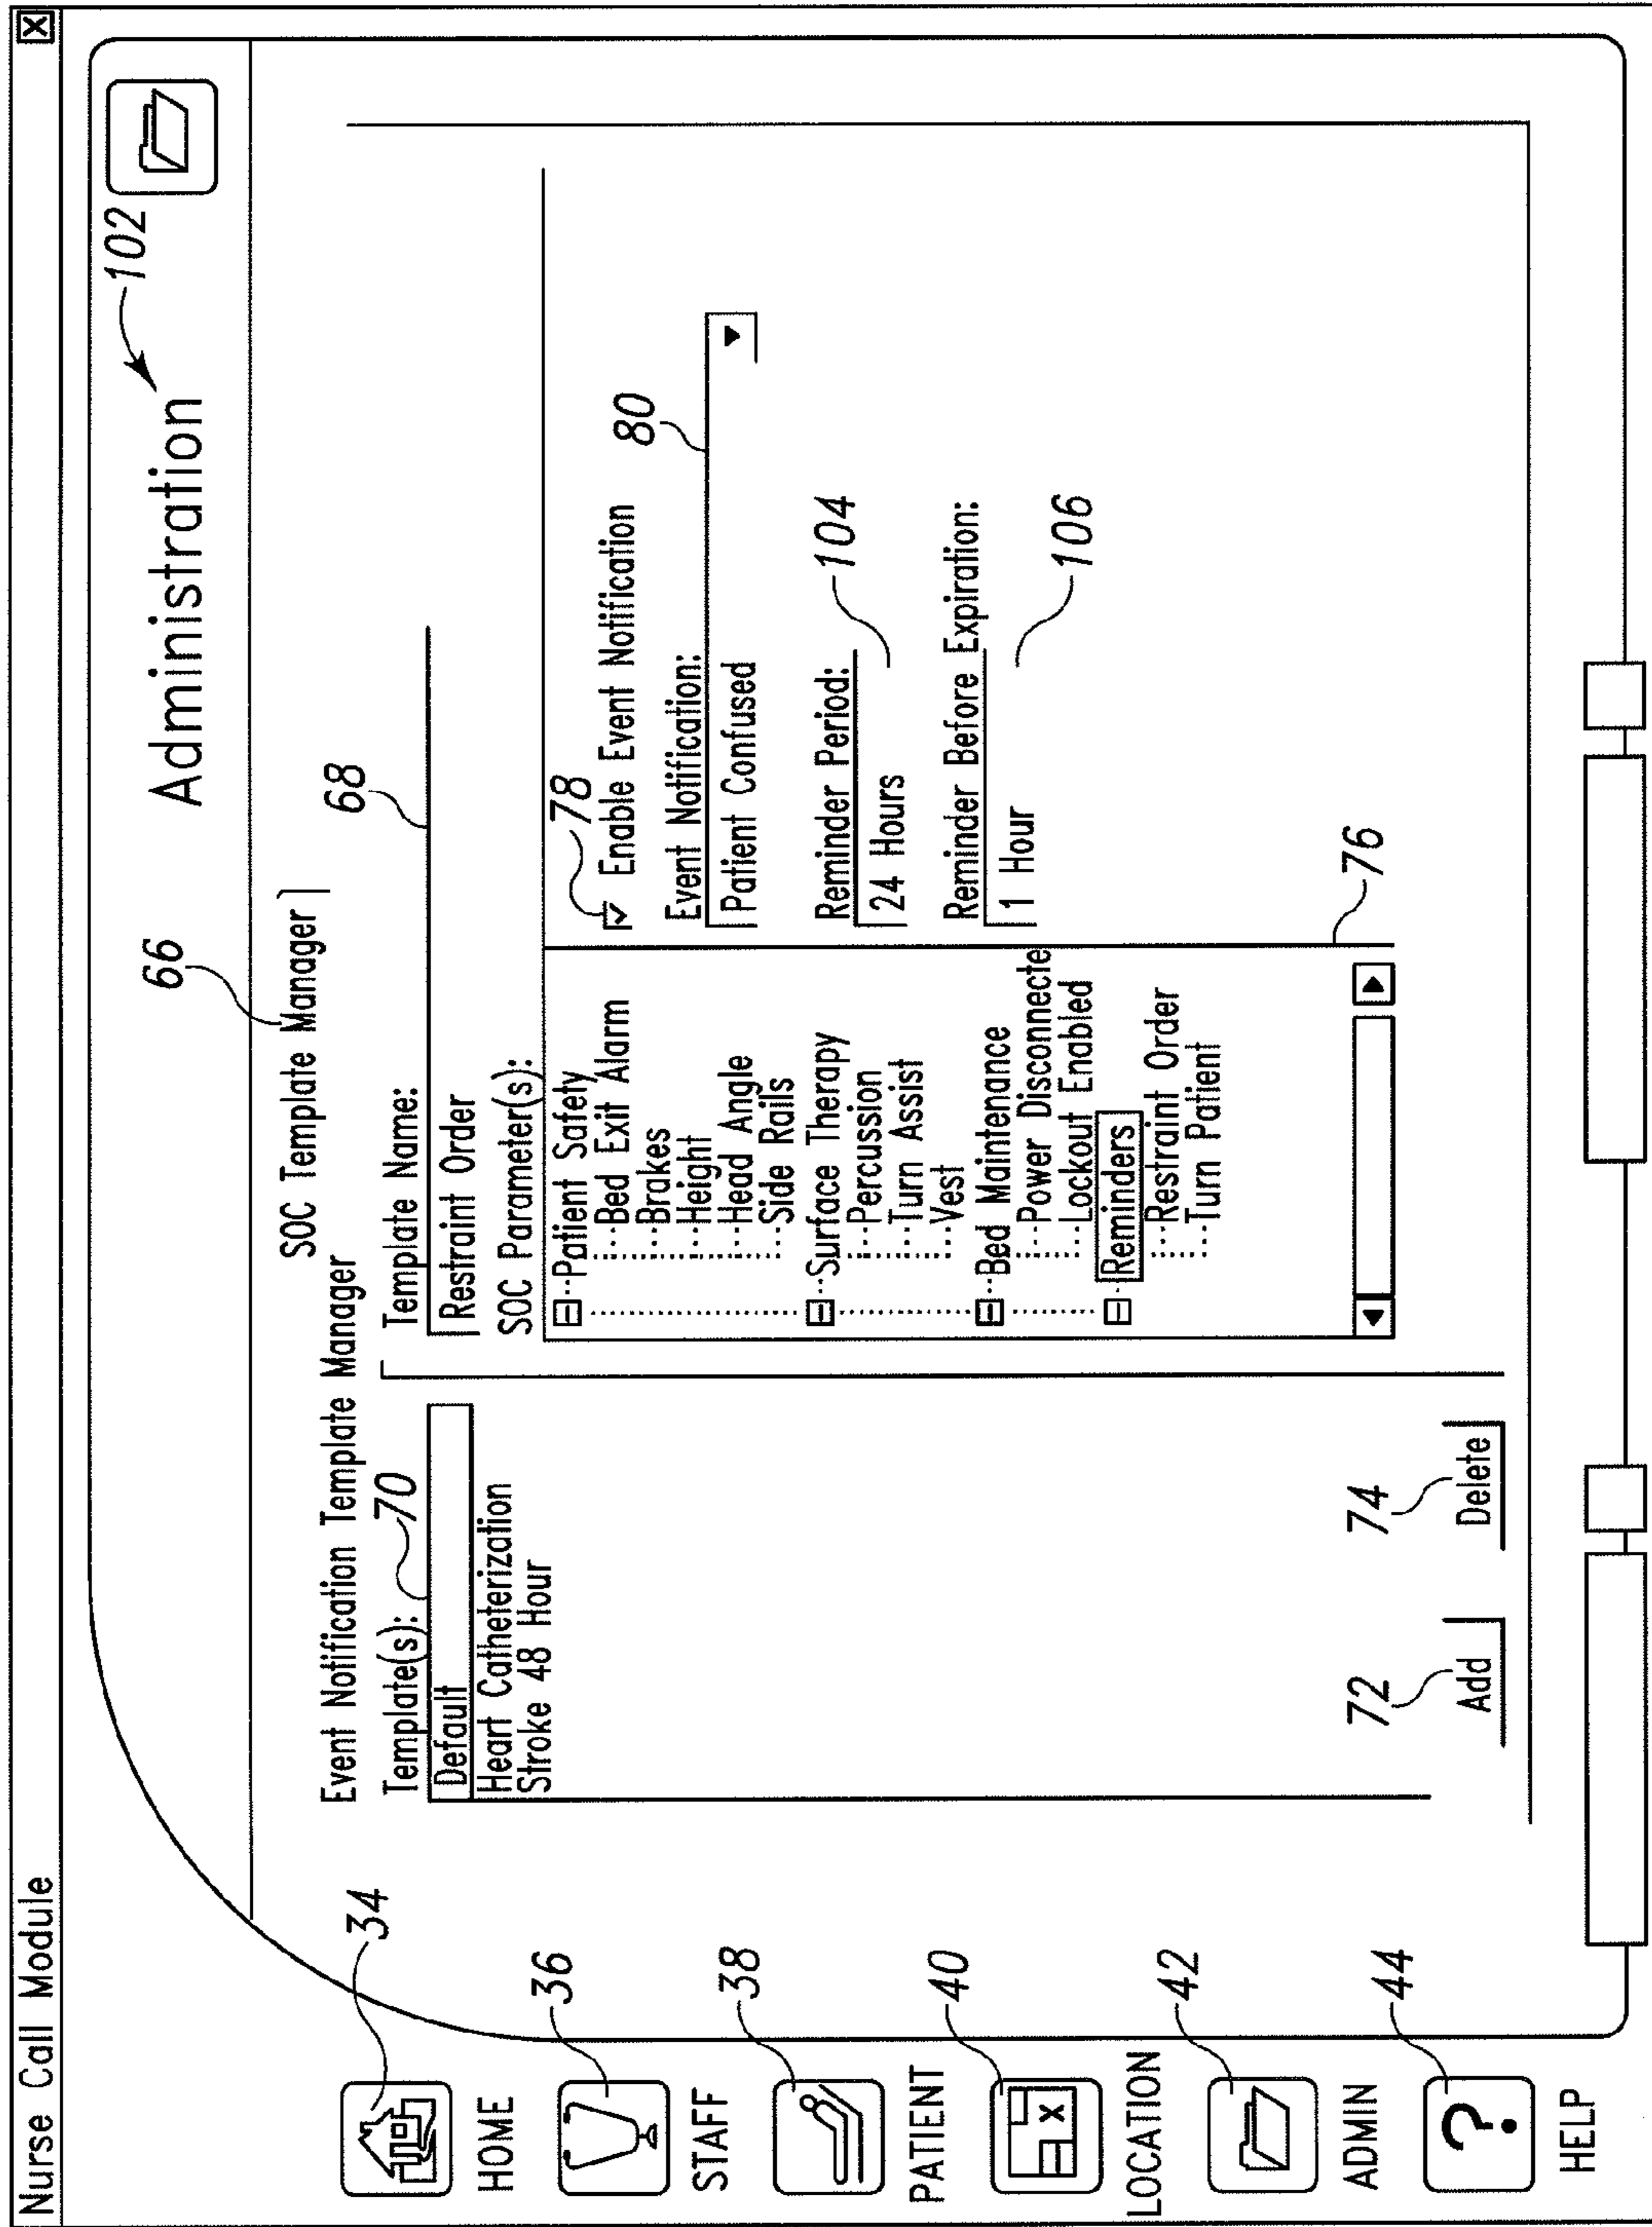 Nurse Call Module
Administration
102
66
SOC Template Manager
Event Notification Template Manager
Template(s):
70
Default
Heart Catheterization
Stroke 48 Hour
72
Add
74
Delete
Template Name:
68
Restraint Order
SOC Parameter(s):
Patient Safety
Bed Exit Alarm
Brakes
Height
Head Angle
Side Rails
Surface Therapy
Percussion
Turn Assist
Vest
Bed Maintenance
Power Disconnecte
Lockout Enabled
Reminders
Restraint Order
Turn Patient
76
78
Enable Event Notification
Event Notification:
80
Patient Confused
Reminder Period:
24 Hours
104
Reminder Before Expiration:
1 Hour
106
34
HOME
36
STAFF
38
PATIENT
40
X
LOCATION
42
ADMIN
44
?
HELP